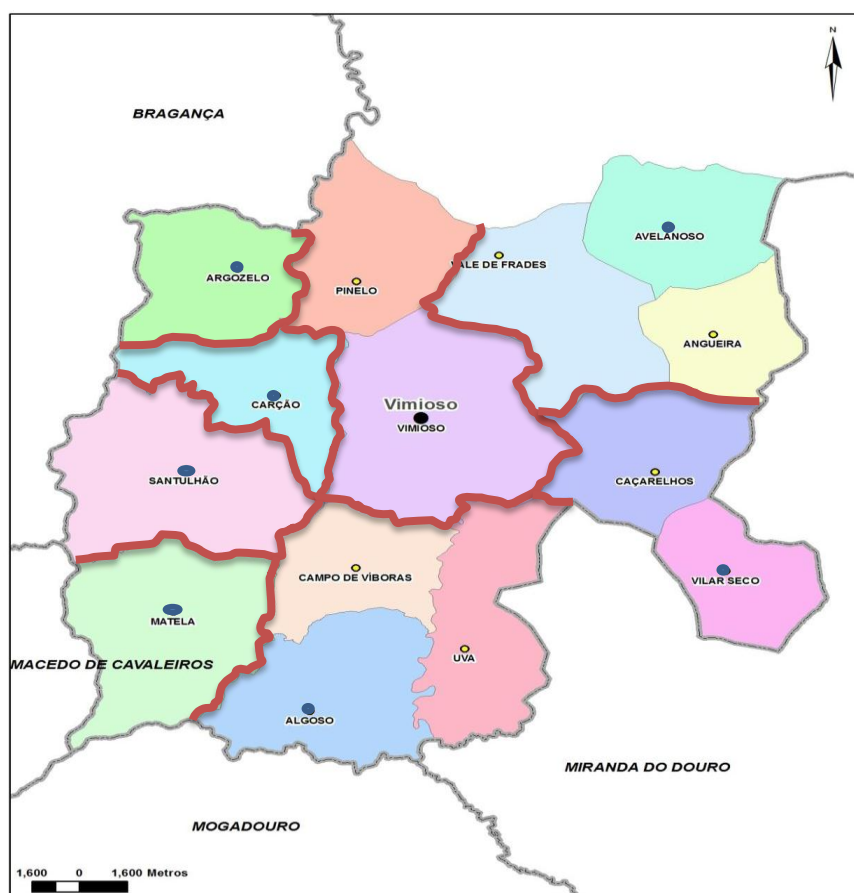 N
BRAGANÇA
AVELANOSO
VALE DE FRADES
ARGOZELO
PINELO
ANGUEIRA
CARÇÃO
Vimioso
VIMIOSO
SANTULHÃO
CAÇARELHOS
CAMPO DE VÍBORAS
VILAR SECO
MATELA
UVA
MACEDO DE CAVALEIROS
ALGOSO
MIRANDA DO DOURO
MOGADOURO
1,600 0 1,600 Metros